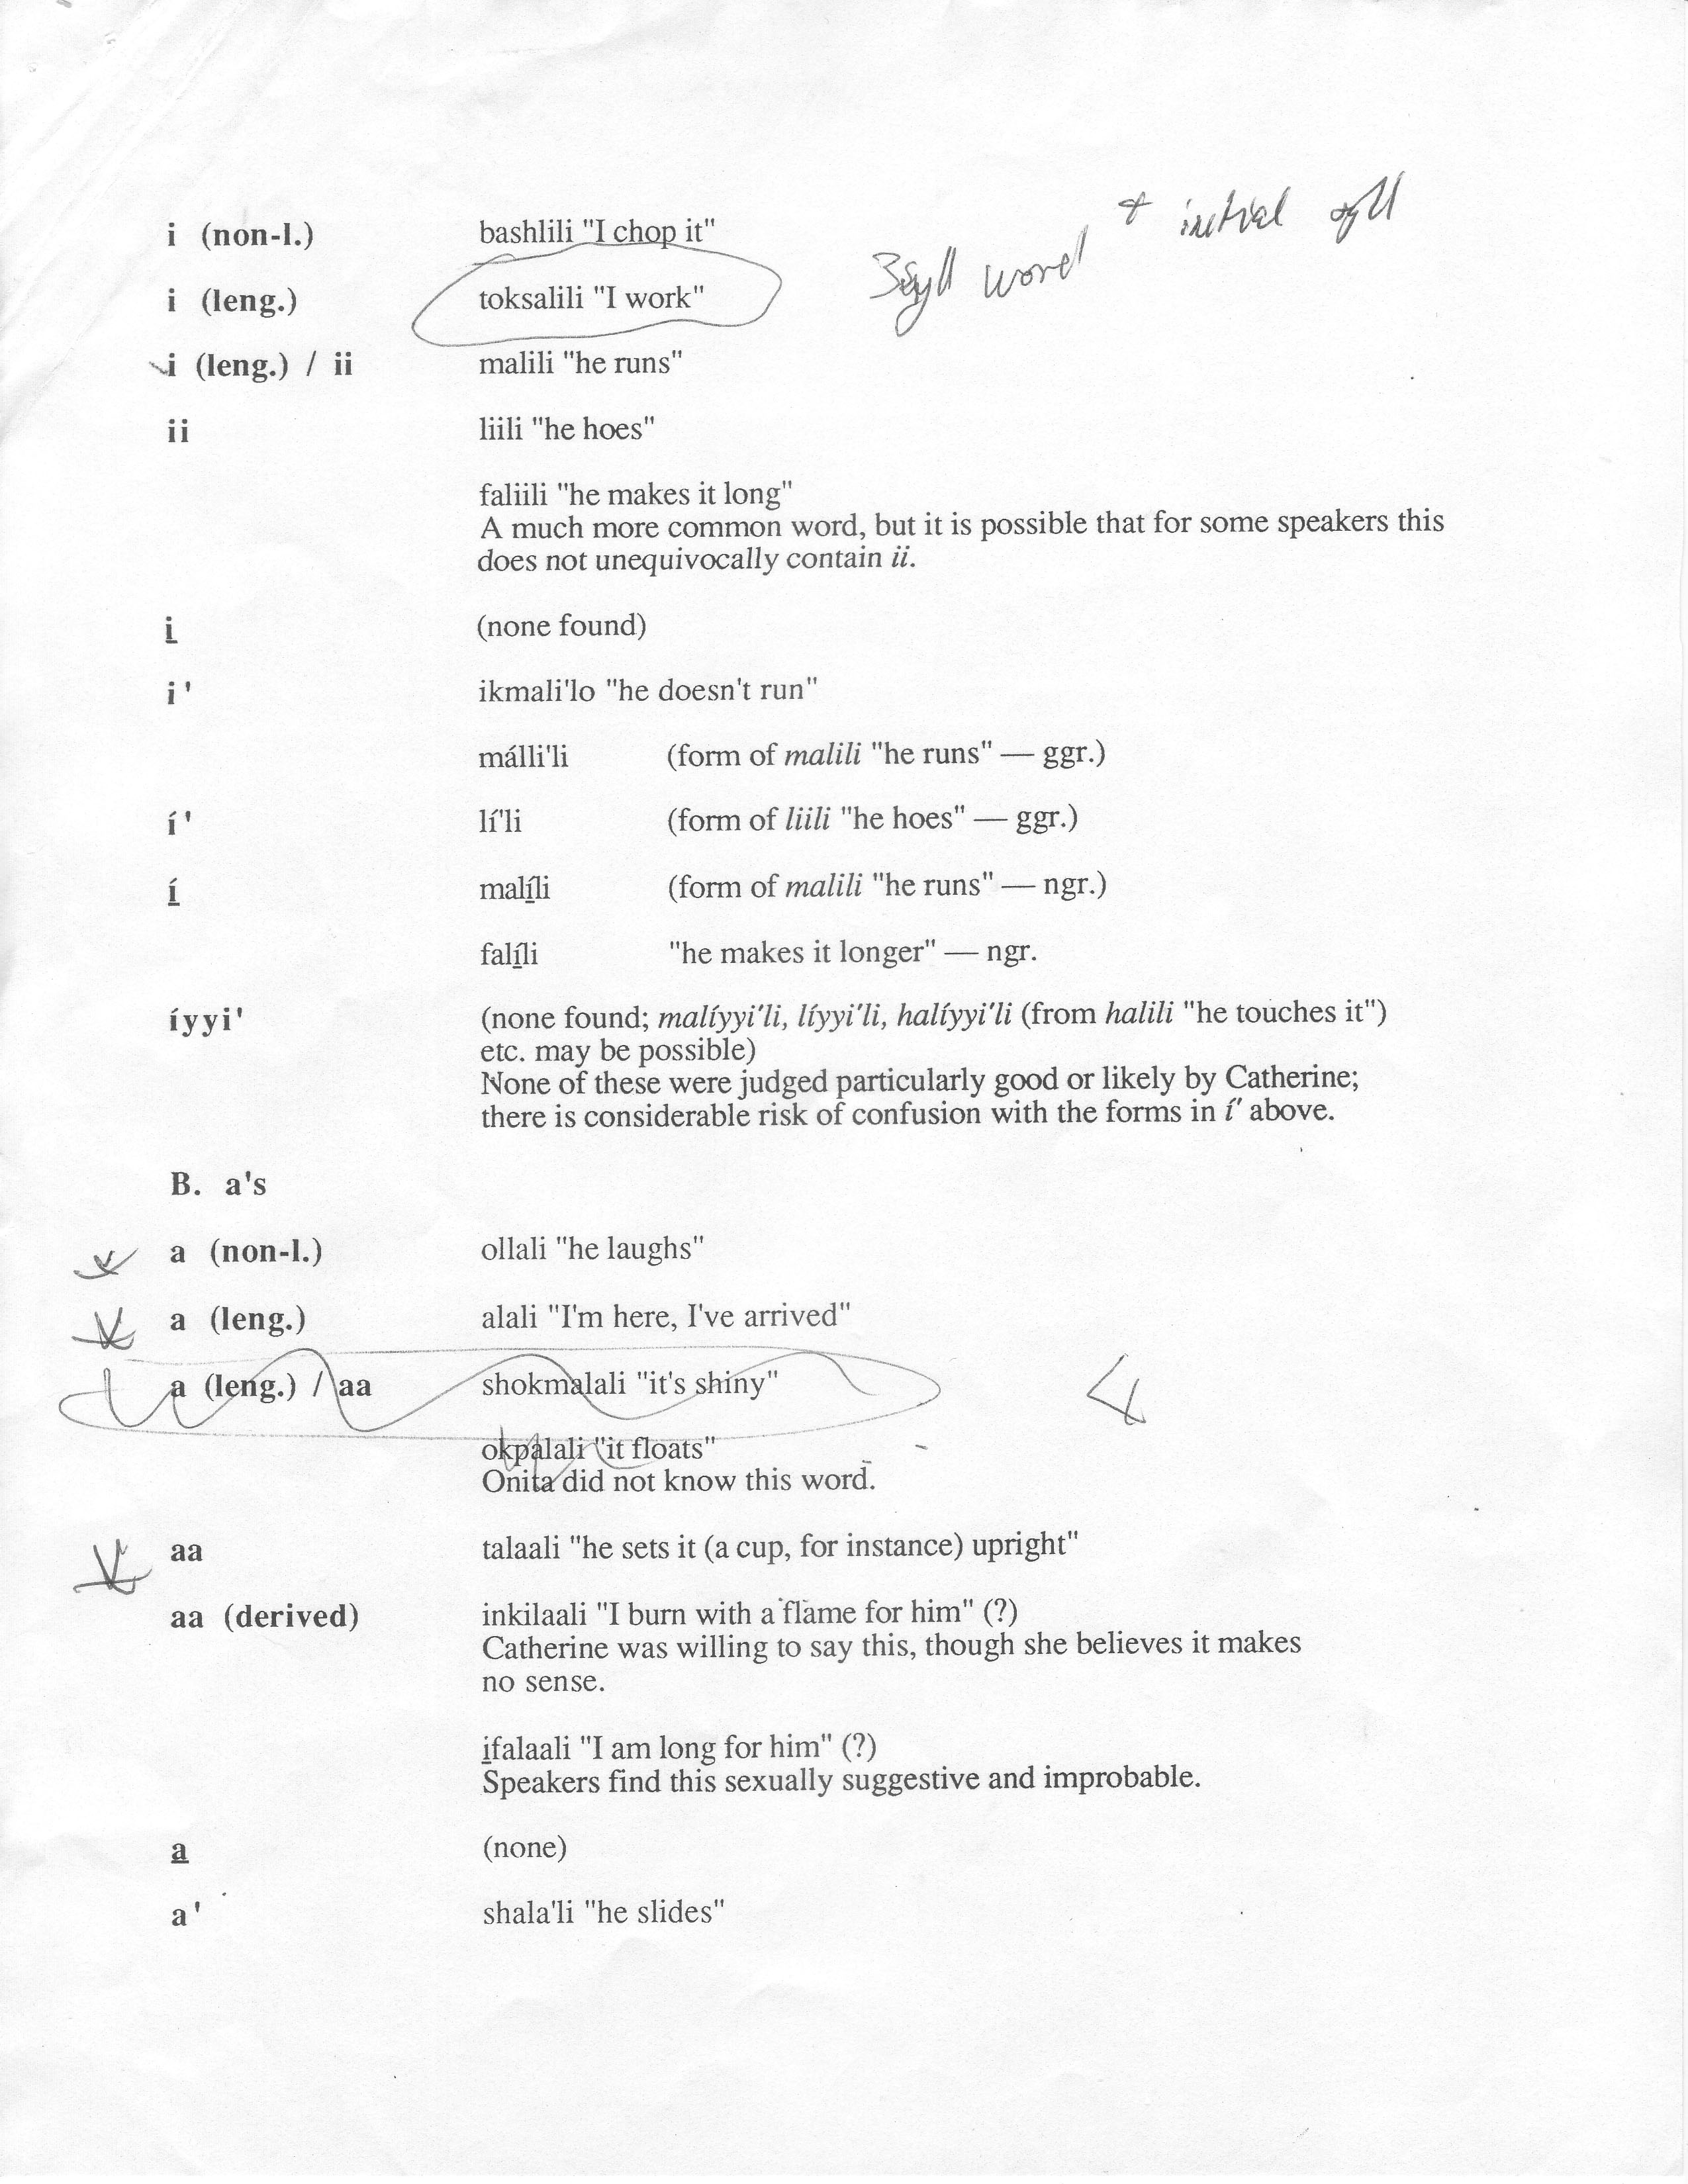 + initial syll
3syll word
i (non-l.) bashlili "I chop it"
i (leng.) toksalili "I work"
i (leng.) / ii malili "he runs"
ii liili "he hoes"
faliili "he makes it long"
A much more common word, but it is possible that for some speakers this
does not unequivocally contain ii.
i̲ (none found)
i' ikmali'lo "he doesn't run"
málli'li (form of malili "he runs" — ggr.)
í' lí'li (form of liili "he hoes" — ggr.)
í̲ malí̲li (form of malili "he runs" — ngr.)
falí̲li "he makes it longer" — ngr.
íyyi' (none found; malíyyi'li, líyyi'li, halíyyi'li (from halili "he touches it")
etc. may be possible)
None of these were judged particularly good or likely by Catherine;
there is considerable risk of confusion with the forms in í' above.
B. a's
a (non-l.) ollali "he laughs"
a (leng.) alali "I'm here, I've arrived"
a (leng.) / aa shokmalali "it's shiny"
okpalali "it floats"
Onita did not know this word.
aa talaali "he sets it (a cup, for instance) upright"
aa (derived) inkilaali "I burn with a flame for him" (?)
Catherine was willing to say this, though she believes it makes
no sense.
i̲falaali "I am long for him" (?)
Speakers find this sexually suggestive and improbable.
a̲ (none)
a' shala'li "he slides"